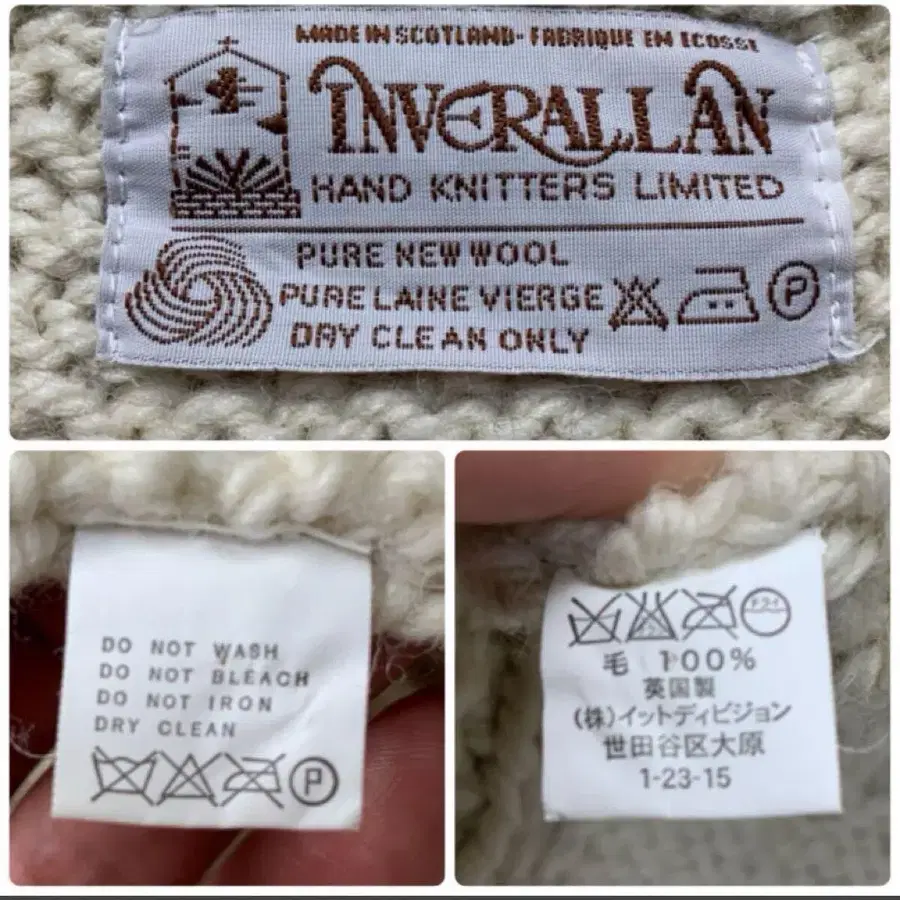 MADE IN SCOTLAND - FABRIQUE EN ECOSSE
INVERALLAN
HAND KNITTERS LIMITED
PURE NEW WOOL
PURE LAINE VIERGE
P
DRY CLEAN ONLY
DO NOT WASH
DO NOT BLEACH
DO NOT IRON
DRY CLEAN
P
ドライ
毛 100%
英国製
(株)イットディビジョン
世田谷区大原
1-23-15